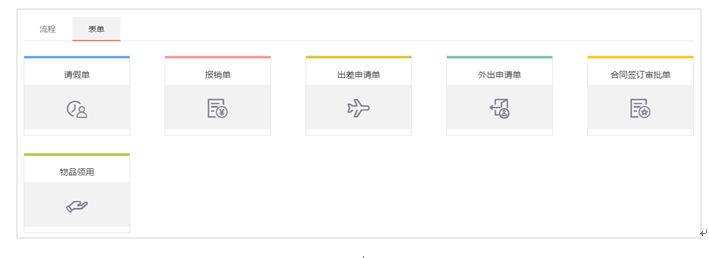 流程
表单
请假单
报销单
出差申请单
外出申请单
合同签订审批单
物品领用